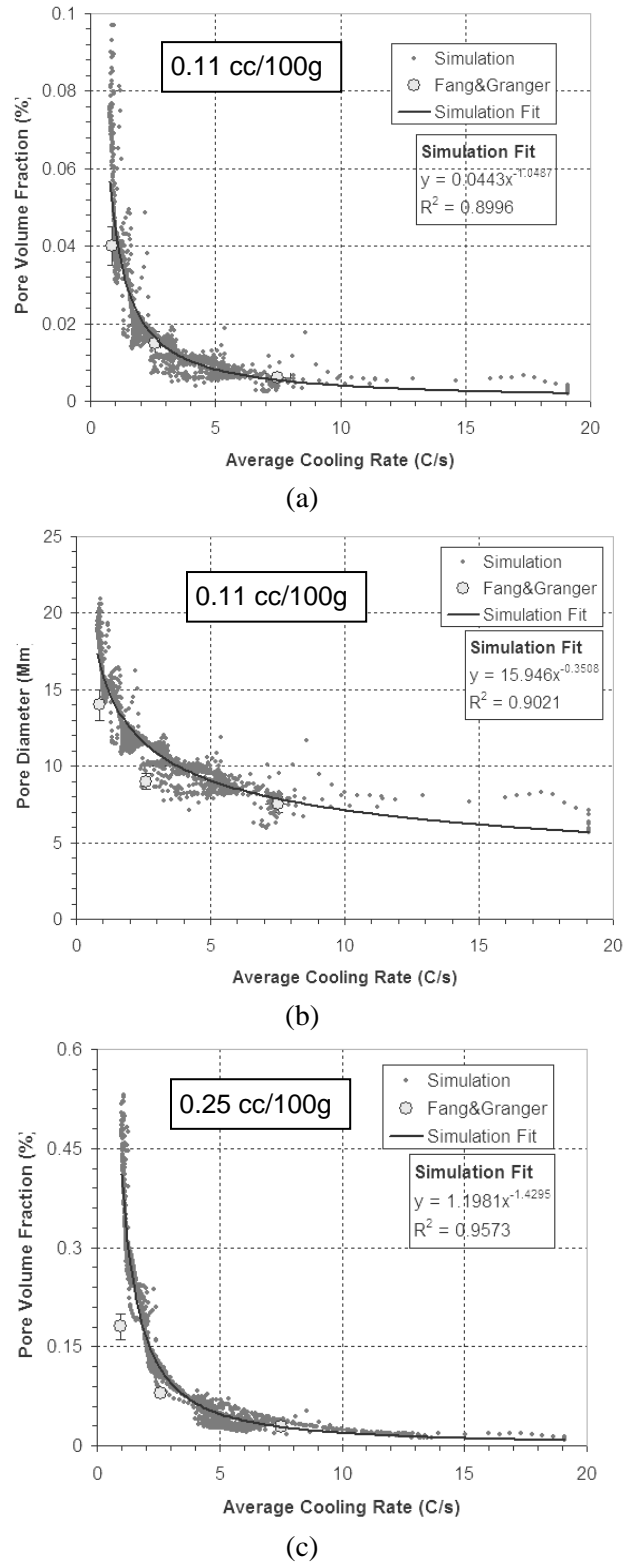 0.1
0.08
0.06
0.04
0.02
0
Pore Volume Fraction (%)
0.11 cc/100g
Simulation
Fang&Granger
Simulation Fit
Simulation Fit
y = 0.0443x^-1.0487
R² = 0.8996
0 5 10 15 20
Average Cooling Rate (C/s)
(a)
25
20
15
10
5
0
Pore Diameter (Mm)
0.11 cc/100g
Simulation
Fang&Granger
Simulation Fit
Simulation Fit
y = 15.946x^-0.3508
R² = 0.9021
0 5 10 15 20
Average Cooling Rate (C/s)
(b)
0.6
0.45
0.3
0.15
0
Pore Volume Fraction (%)
0.25 cc/100g
Simulation
Fang&Granger
Simulation Fit
Simulation Fit
y = 1.1981x^-1.4295
R² = 0.9573
0 5 10 15 20
Average Cooling Rate (C/s)
(c)